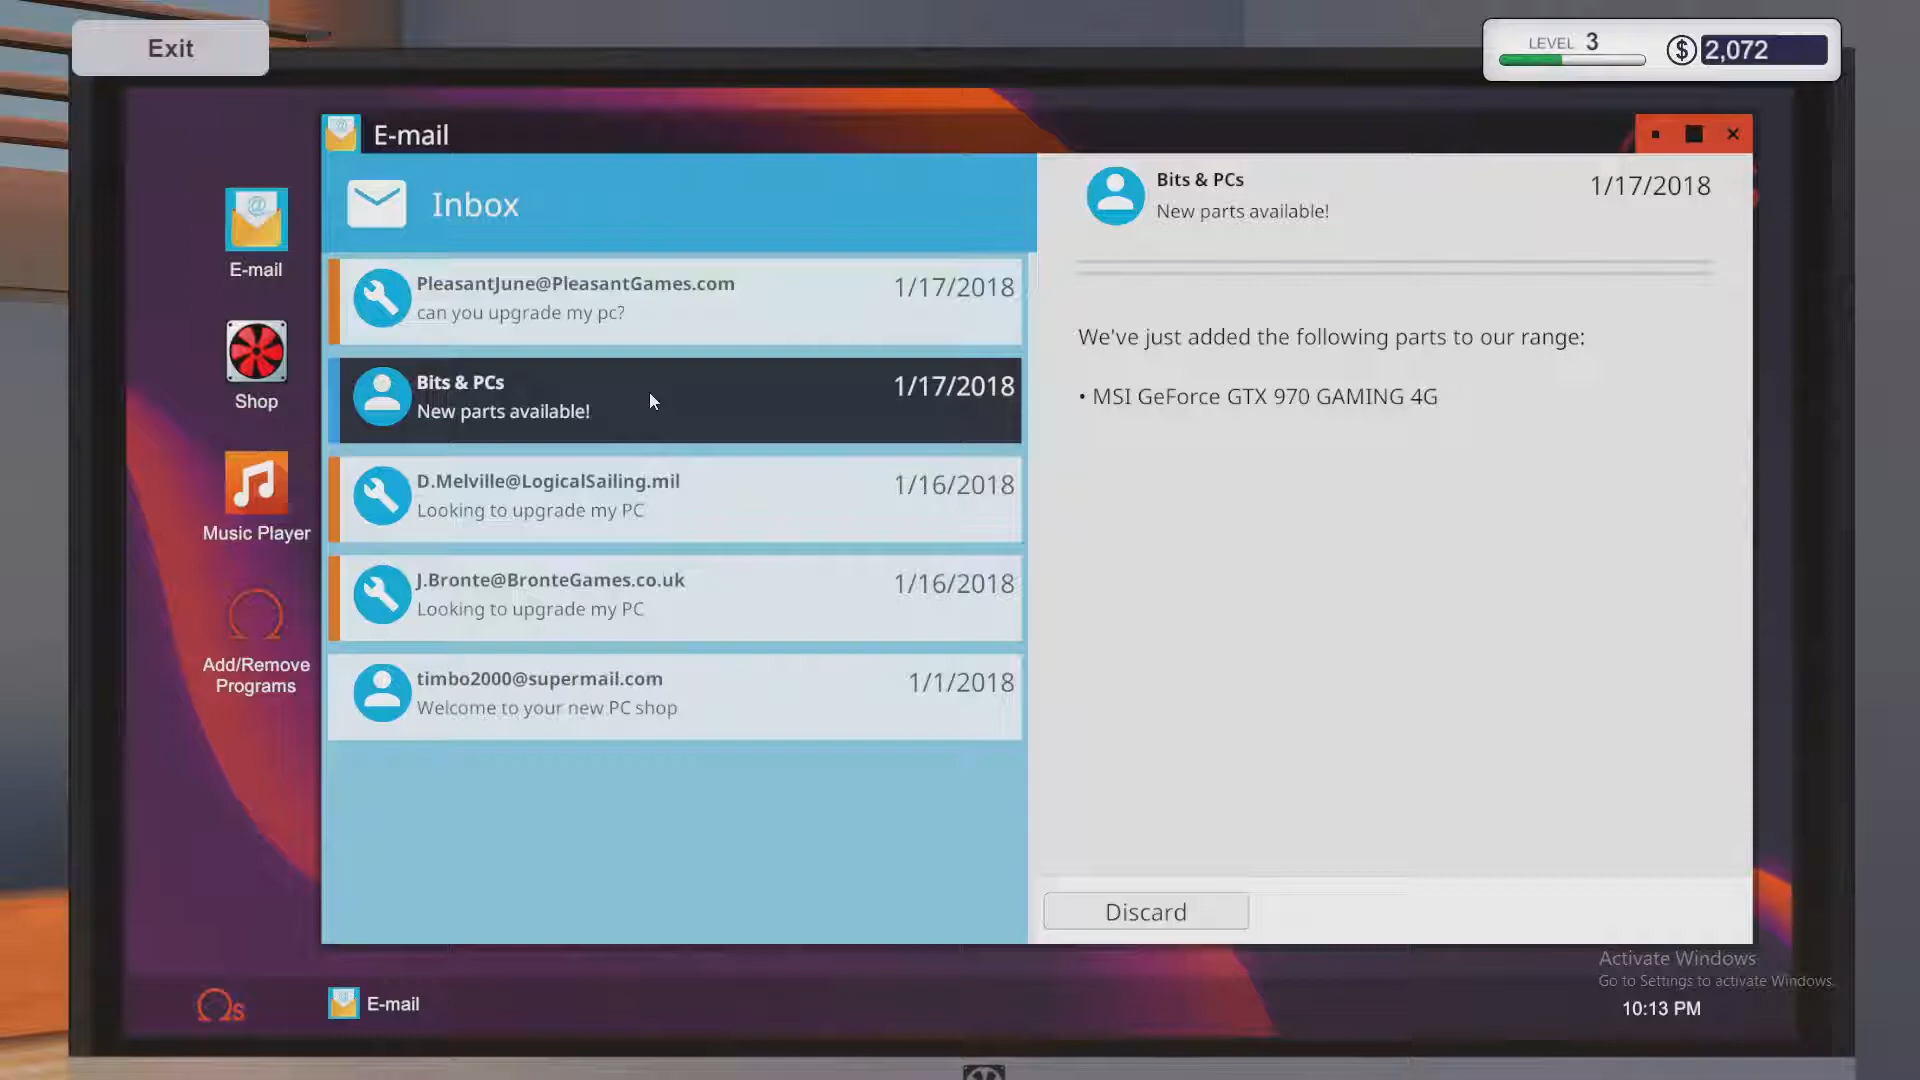 Exit
LEVEL 3
$ 2,072
E-mail
Inbox
PleasantJune@PleasantGames.com
1/17/2018
can you upgrade my pc?
Bits & PCs
1/17/2018
New parts available!
D.Melville@LogicalSailing.mil
1/16/2018
Looking to upgrade my PC
J.Bronte@BronteGames.co.uk
1/16/2018
Looking to upgrade my PC
timbo2000@supermail.com
1/1/2018
Welcome to your new PC shop
Bits & PCs
1/17/2018
New parts available!
We've just added the following parts to our range:
• MSI GeForce GTX 970 GAMING 4G
Discard
E-mail
Shop
Music Player
Add/Remove
Programs
Activate Windows
Go to Settings to activate Windows.
Ωs
E-mail
10:13 PM